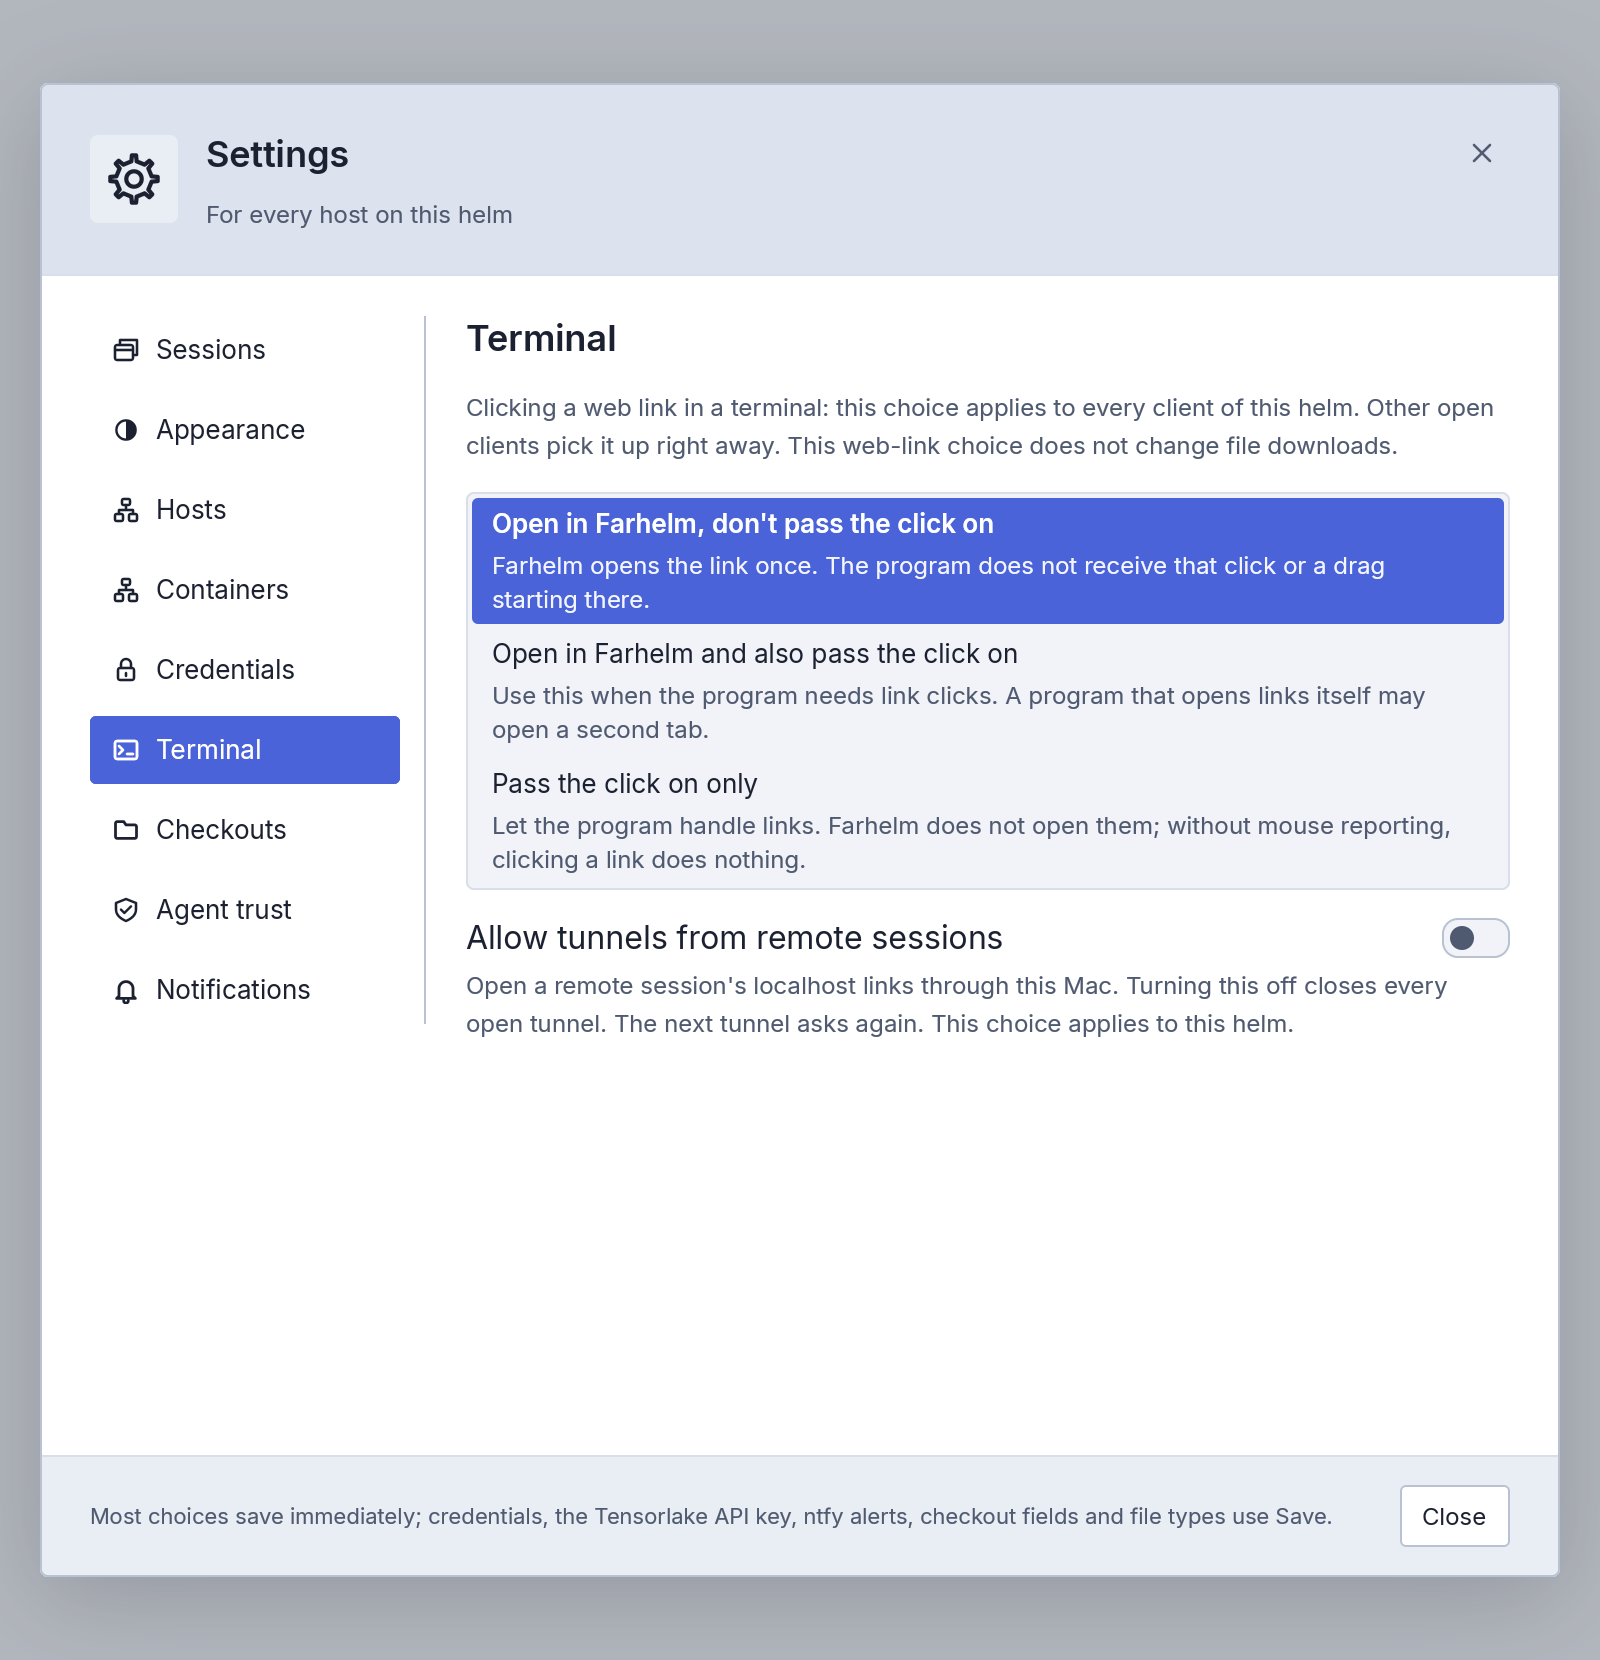 Settings
For every host on this helm
Sessions
Appearance
Hosts
Containers
Credentials
Terminal
Checkouts
Agent trust
Notifications
Terminal
Clicking a web link in a terminal: this choice applies to every client of this helm. Other open
clients pick it up right away. This web-link choice does not change file downloads.
Open in Farhelm, don't pass the click on
Farhelm opens the link once. The program does not receive that click or a drag
starting there.
Open in Farhelm and also pass the click on
Use this when the program needs link clicks. A program that opens links itself may
open a second tab.
Pass the click on only
Let the program handle links. Farhelm does not open them; without mouse reporting,
clicking a link does nothing.
Allow tunnels from remote sessions
Open a remote session's localhost links through this Mac. Turning this off closes every
open tunnel. The next tunnel asks again. This choice applies to this helm.
Most choices save immediately; credentials, the Tensorlake API key, ntfy alerts, checkout fields and file types use Save.
Close